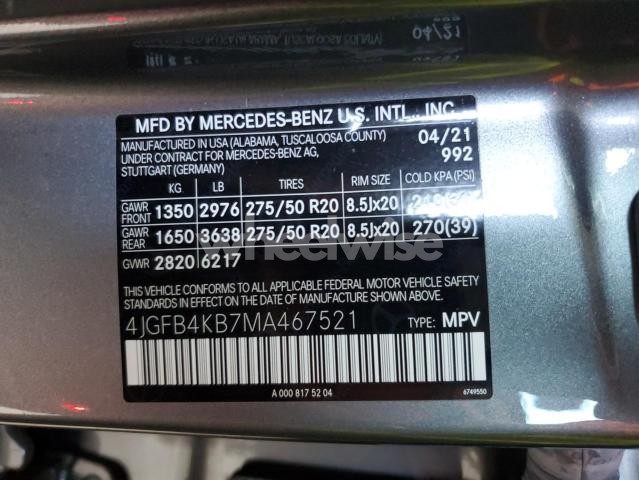 04/21
MFD BY MERCEDES-BENZ U.S. INTL., INC.
MANUFACTURED IN USA (ALABAMA, TUSCALOOSA COUNTY) 04/21
UNDER CONTRACT FOR MERCEDES-BENZ AG, 992
STUTTGART (GERMANY)
KG LB TIRES RIM SIZE COLD KPA (PSI)
GAWR FRONT 1350 2976 275/50 R20 8.5Jx20
GAWR REAR 1650 3638 275/50 R20 8.5Jx20 270(39)
GVWR 2820 6217
wheelwise
THIS VEHICLE CONFORMS TO ALL APPLICABLE FEDERAL MOTOR VEHICLE SAFETY
STANDARDS IN EFFECT ON THE DATE OF MANUFACTURE SHOWN ABOVE.
4JGFB4KB7MA467521 TYPE: MPV
A 000 817 52 04 6749550